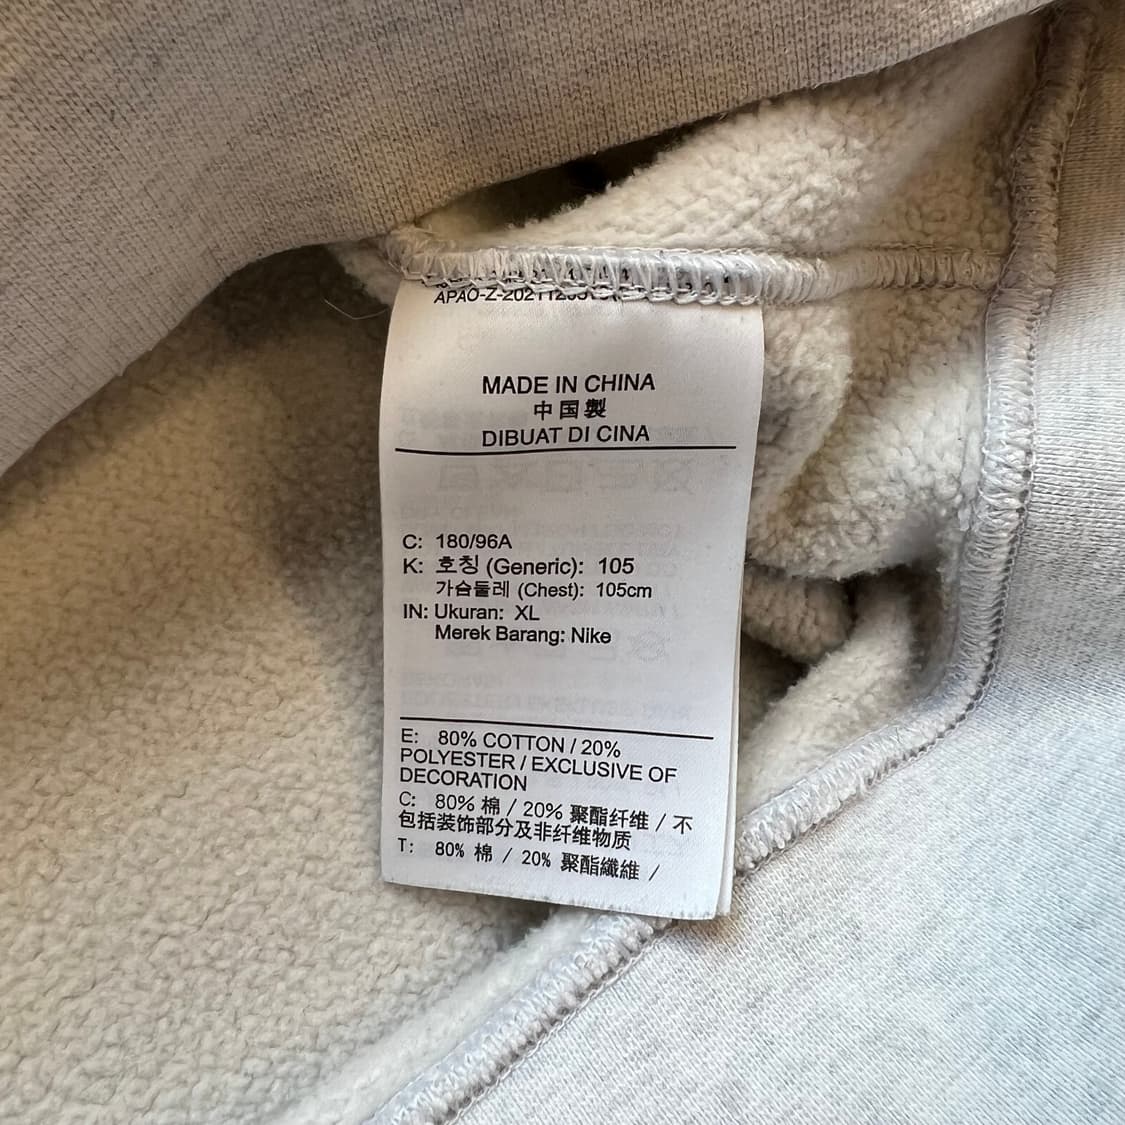 MADE IN CHINA
中国製
DIBUAT DI CINA
C: 180/96A
K: 호칭 (Generic): 105
가슴둘레 (Chest): 105cm
IN: Ukuran: XL
Merek Barang: Nike
E: 80% COTTON / 20%
POLYESTER / EXCLUSIVE OF
DECORATION
C: 80% 棉 / 20% 聚酯纤维 / 不
包括装饰部分及非纤维物质
T: 80% 棉 / 20% 聚酯纖維 /